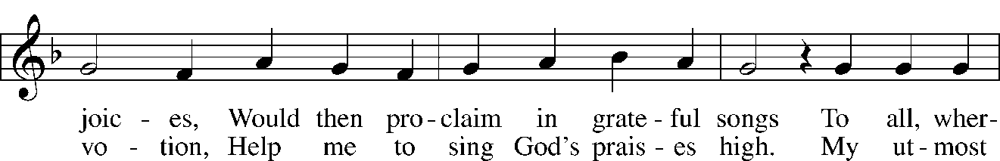 joic - es, Would then pro - claim in grate - ful songs To all, wher-
vo - tion, Help me to sing God's prais - es high. My ut - most